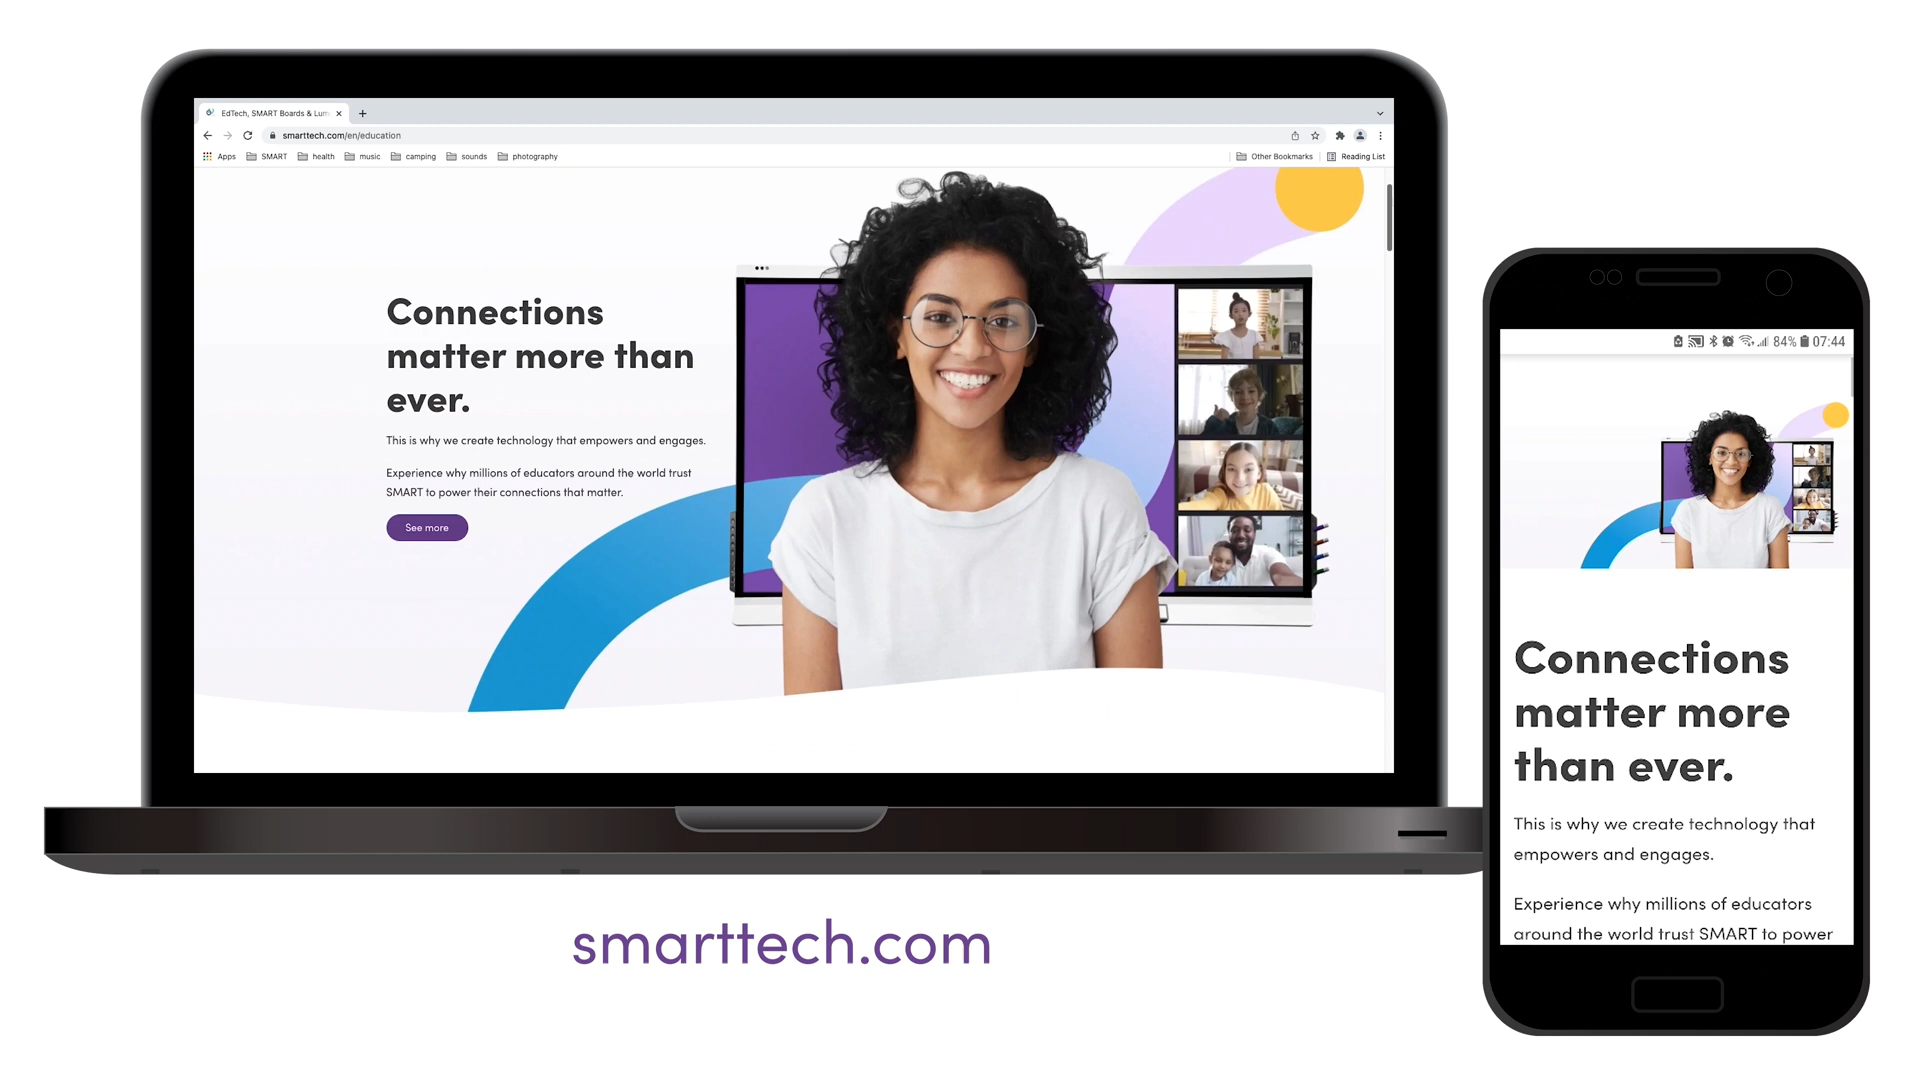 EdTech, SMART Boards & Lum
smarttech.com/en/education
Apps SMART health music camping sounds photography Other Bookmarks Reading List
Connections
matter more than
ever.
This is why we create technology that empowers and engages.
Experience why millions of educators around the world trust
SMART to power their connections that matter.
See more
84% 07:44
Connections
matter more
than ever.
This is why we create technology that
empowers and engages.
Experience why millions of educators
around the world trust SMART to power
smarttech.com